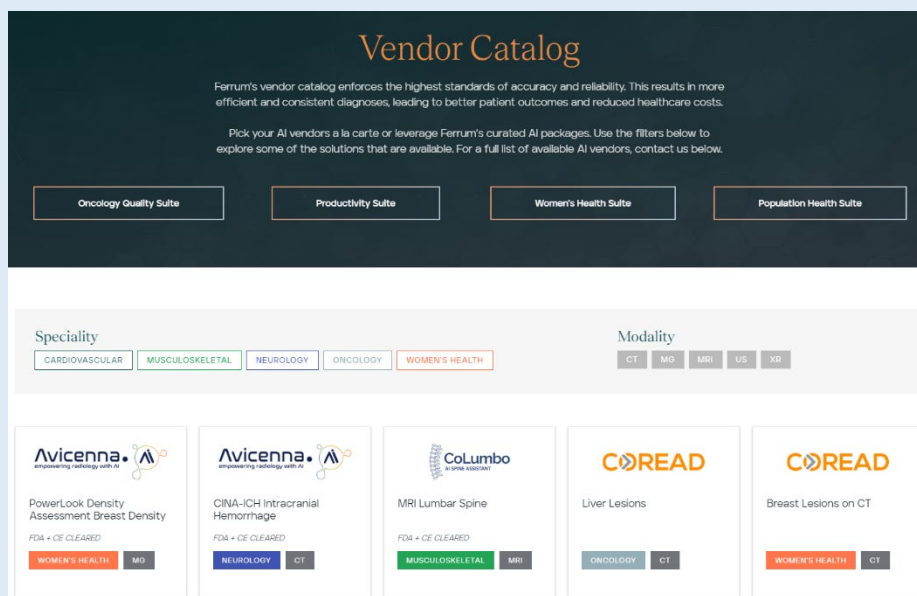 Vendor Catalog
Ferrum's vendor catalog enforces the highest standards of accuracy and reliability. This results in more
efficient and consistent diagnoses, leading to better patient outcomes and reduced healthcare costs.
Pick your AI vendors a la carte or leverage Ferrum's curated AI packages. Use the filters below to
explore some of the solutions that are available. For a full list of available AI vendors, contact us below.
Oncology Quality Suite
Productivity Suite
Women's Health Suite
Population Health Suite
Speciality
CARDIOVASCULAR MUSCULOSKELETAL NEUROLOGY ONCOLOGY WOMEN'S HEALTH
Modality
CT MG MRI US XR
Avicenna. AI
empowering radiology with AI
PowerLook Density
Assessment Breast Density
FDA + CE CLEARED
WOMEN'S HEALTH MG
Avicenna. AI
empowering radiology with AI
CINA-ICH Intracranial
Hemorrhage
FDA + CE CLEARED
NEUROLOGY CT
CoLumbo
AI SPINE ASSISTANT
MRI Lumbar Spine
FDA + CE CLEARED
MUSCULOSKELETAL MRI
COREAD
Liver Lesions
ONCOLOGY CT
COREAD
Breast Lesions on CT
WOMEN'S HEALTH CT